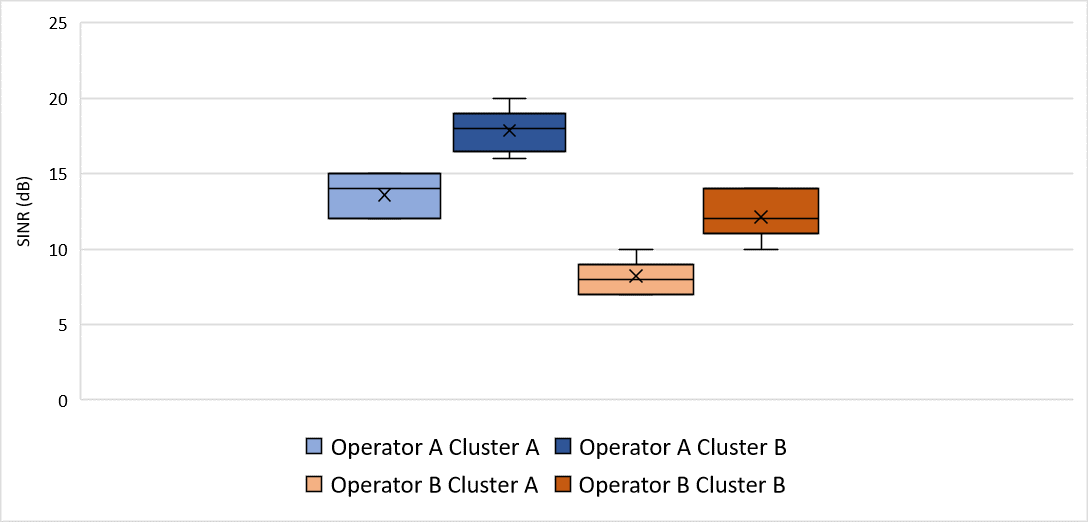 25
20
15
10
5
0
SINR (dB)
Operator A Cluster A
Operator A Cluster B
Operator B Cluster A
Operator B Cluster B